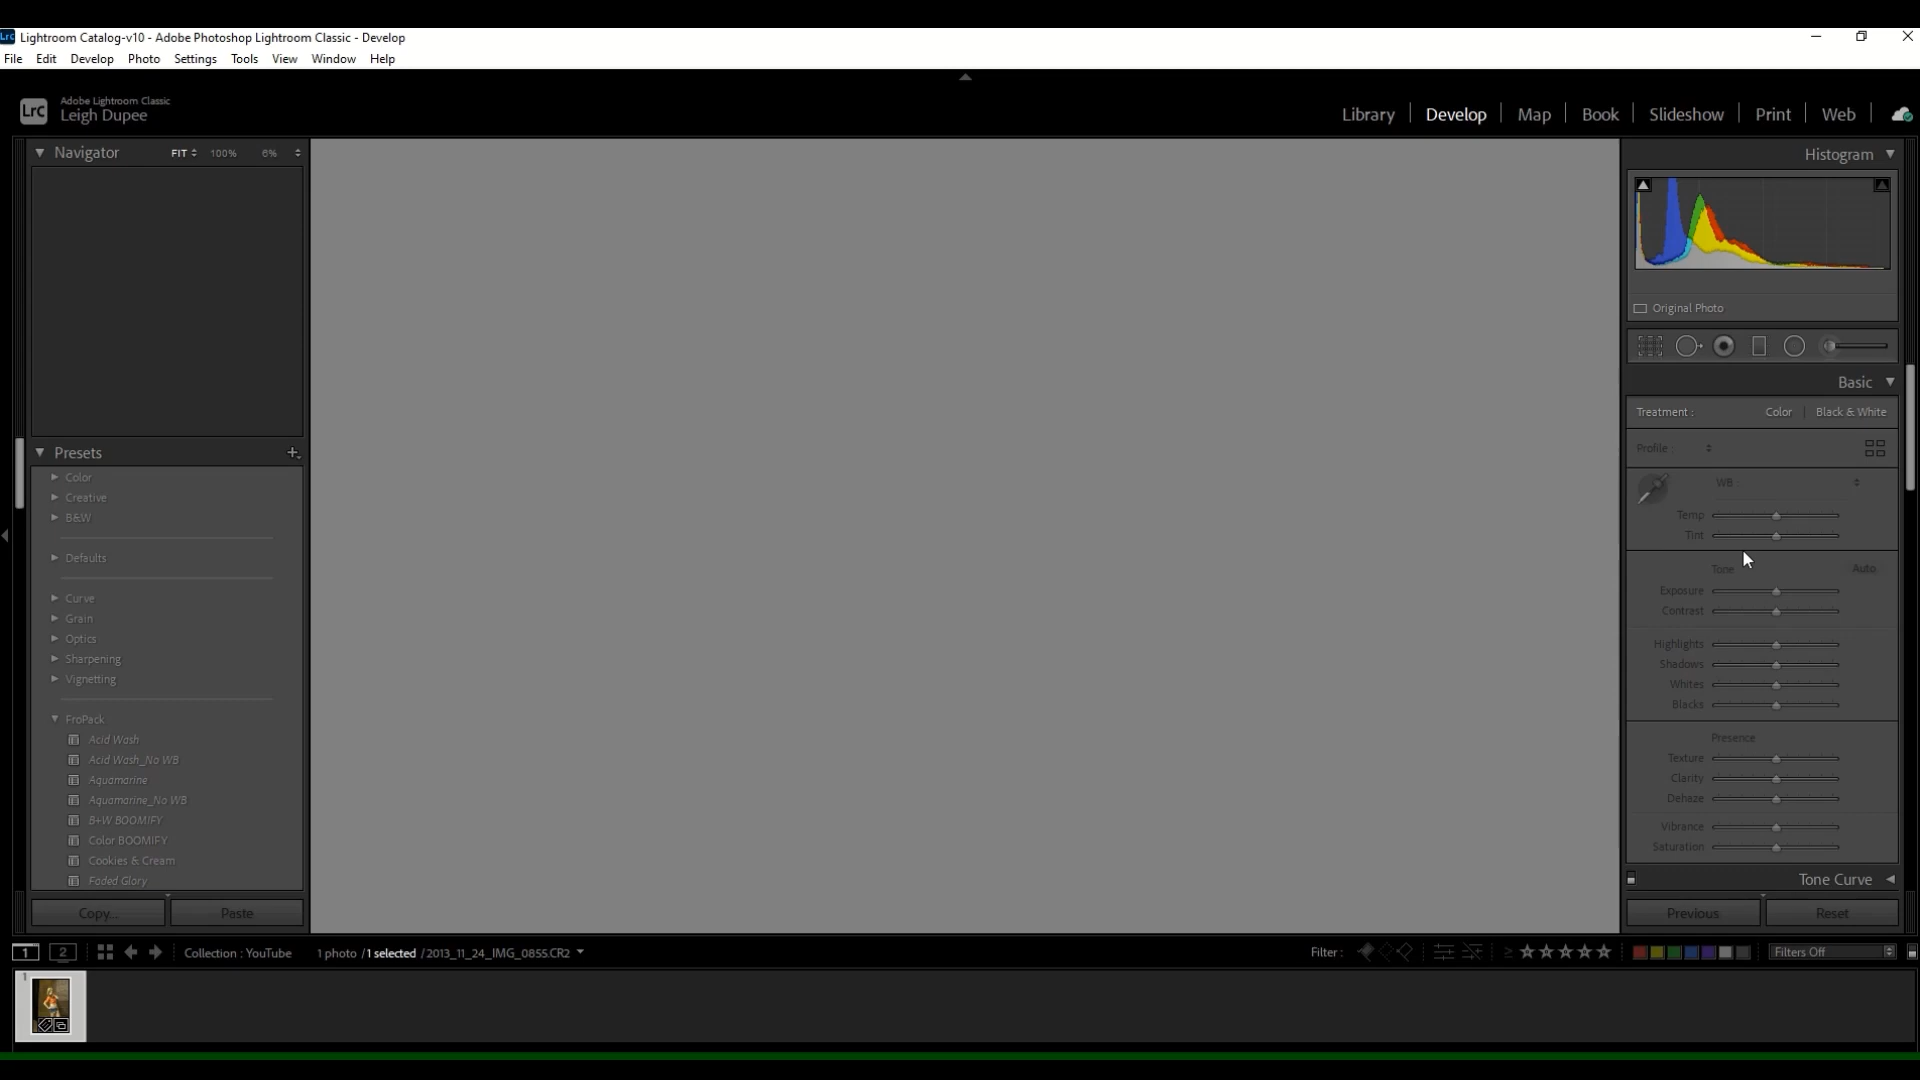 Lrc Lightroom Catalog-v10 - Adobe Photoshop Lightroom Classic - Develop
File Edit Develop Photo Settings Tools View Window Help
LrC Adobe Lightroom Classic
Leigh Dupee
Library | Develop | Map | Book | Slideshow | Print | Web
Navigator FIT 100% 6%
Presets +
Color
Creative
B&W
Defaults
Curve
Grain
Optics
Sharpening
Vignetting
FroPack
Acid Wash
Acid Wash_No WB
Aquamarine
Aquamarine_No WB
B+W BOOMIFY
Color BOOMIFY
Cookies & Cream
Faded Glory
Copy... Paste
Histogram
Original Photo
Basic
Treatment : Color | Black & White
Profile :
WB :
Temp
Tint
Tone Auto
Exposure
Contrast
Highlights
Shadows
Whites
Blacks
Presence
Texture
Clarity
Dehaze
Vibrance
Saturation
Tone Curve
Previous Reset
1 2 Collection : YouTube 1 photo / 1 selected / 2013_11_24_IMG_0855.CR2 Filter : ≥ Filters Off
1